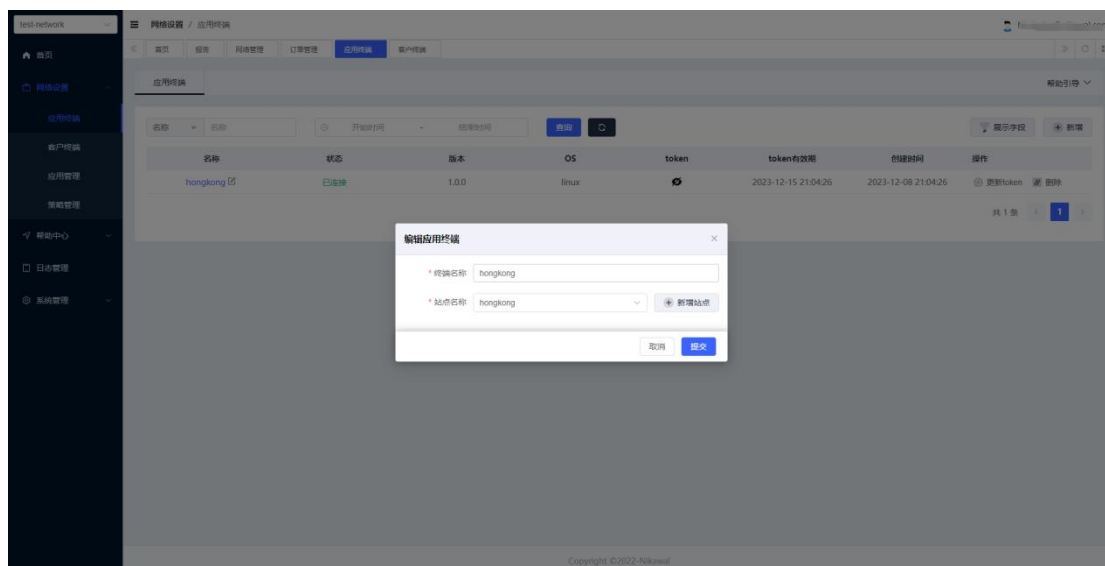 test-network
网络设置 / 应用终端
首页
网络设置
应用终端
客户终端
应用管理
策略管理
帮助中心
日志管理
系统管理
首页 报告 网络管理 订单管理 应用终端 客户终端
应用终端
帮助引导
名称 名称 开始时间 - 结束时间 查询
展示字段 新增
名称 状态 版本 OS token token有效期 创建时间 操作
hongkong 已连接 1.0.0 linux 2023-12-15 21:04:26 2023-12-08 21:04:26 更新token 删除
共 1 条 1
编辑应用终端
* 终端名称 hongkong
* 站点名称 hongkong 新增站点
取消 提交
Copyright ©2022-Nikawal